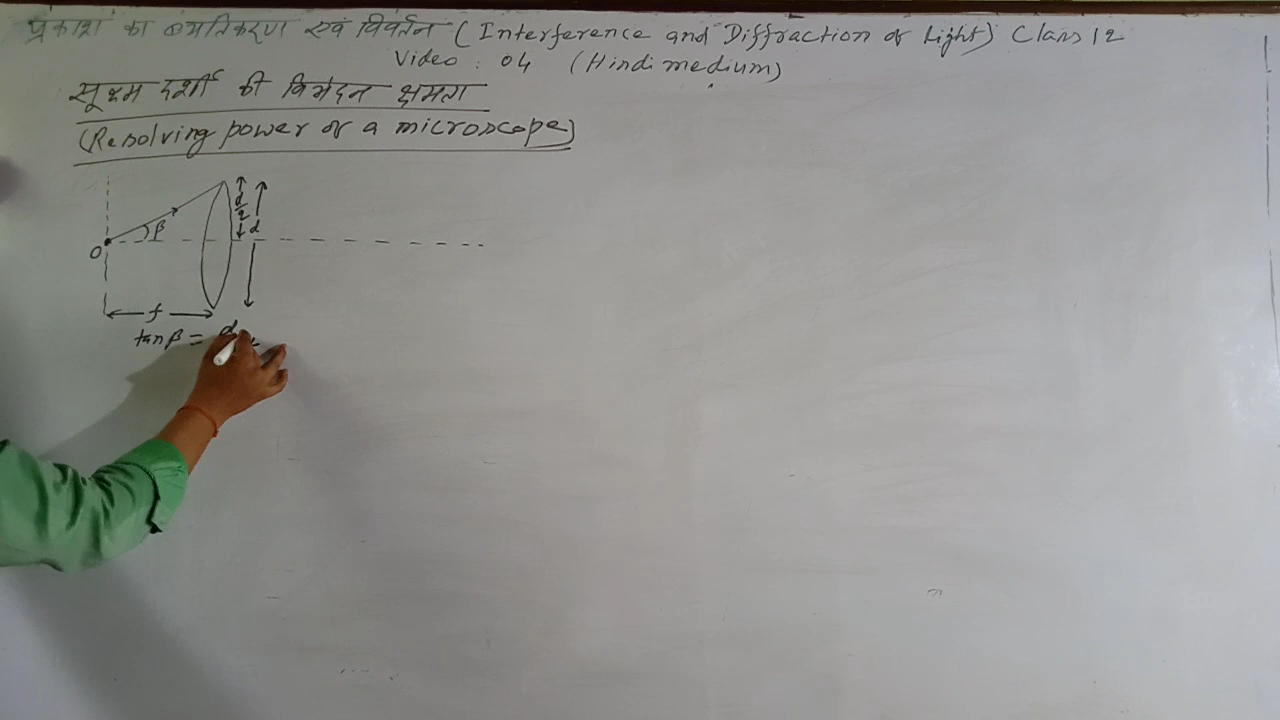 प्रकाश का व्यतिकरण एवं विवर्तन (Interference and Diffraction of Light) Class 12
Video : 04 (Hindi medium)
सूक्ष्म दर्शी की विभेदन क्षमता
(Resolving power of a microscope)
d/2
d
β
O
f
tan β = d